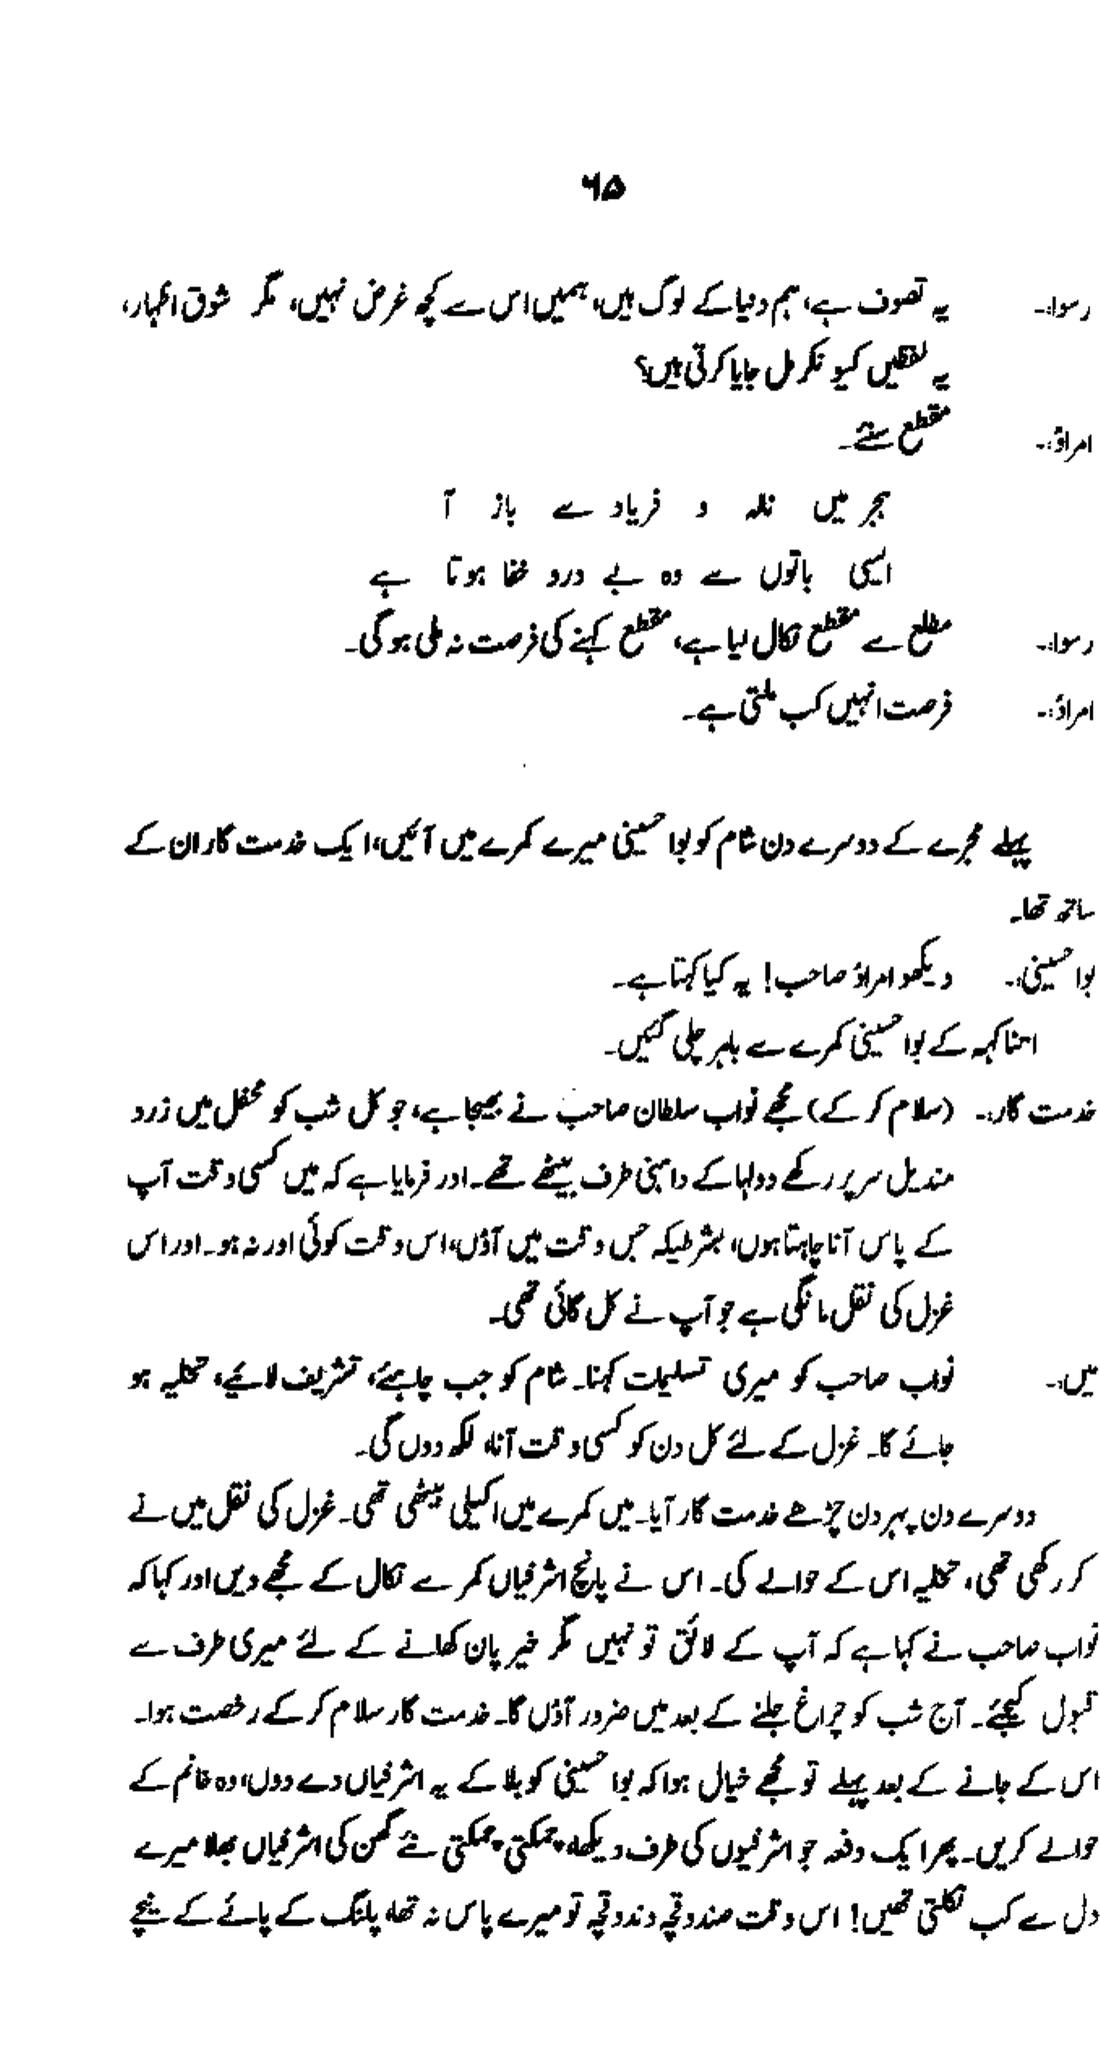 ۶۵
رسوا:۔ یہ تصوف ہے، ہم دنیا کے لوگ ہیں، ہمیں اس سے کچھ غرض نہیں، مگر شوق اظہار،
یہ لفظیں کیونکر مل جایا کرتی ہیں؟
امراؤ:۔ مقطع سنئے۔
ہجر میں نالہ و فریاد سے باز آ
ایسی باتوں سے وہ بے درد خفا ہوتا ہے
رسوا:۔ مطلع سے مقطع نکال لیا ہے، مقطع کہنے کی فرصت نہ ملی ہوگی۔
امراؤ:۔ فرصت انہیں کب ملتی ہے۔
پہلے مجرے کے دوسرے دن شام کو بوا حسینی میرے کمرے میں آئیں، ایک خدمت گار ان کے
ساتھ تھا۔
بوا حسینی:۔ دیکھو امراؤ صاحب! یہ کیا کہتا ہے۔
اتنا کہہ کے بوا حسینی کمرے سے باہر چلی گئیں۔
خدمت گار:۔ (سلام کر کے) مجھے نواب سلطان صاحب نے بھیجا ہے، جو کل شب کو محفل میں زرد
مندیل سر پر رکھے دولہا کے داہنی طرف بیٹھے تھے۔ اور فرمایا ہے کہ میں کسی وقت آپ
کے پاس آنا چاہتا ہوں، بشرطیکہ جس وقت میں آؤں، اس وقت کوئی اور نہ ہو۔ اور اس
غزل کی نقل مانگی ہے جو آپ نے کل گائی تھی۔
میں:۔ نواب صاحب کو میری تسلیمات کہنا۔ شام کو جب چاہئے، تشریف لائیے، تخلیہ ہو
جائے گا۔ غزل کے لئے کل دن کو کسی وقت آنا، لکھ دوں گی۔
دوسرے دن پہر دن چڑھے خدمت گار آیا۔ میں کمرے میں اکیلی بیٹھی تھی۔ غزل کی نقل میں نے
کر رکھی تھی، تخلیہ اس کے حوالے کی۔ اس نے پانچ اشرفیاں کمر سے نکال کے مجھے دیں اور کہا کہ
نواب صاحب نے کہا ہے کہ آپ کے لائق تو نہیں مگر خیر پان کھانے کے لئے میری طرف سے
قبول کیجئے۔ آج شب کو چراغ جلنے کے بعد میں ضرور آؤں گا۔ خدمت گار سلام کر کے رخصت ہوا۔
اس کے جانے کے بعد پہلے تو مجھے خیال ہوا کہ بوا حسینی کو بلا کے یہ اشرفیاں دے دوں، وہ خانم کے
حوالے کریں۔ پھر ایک دفعہ جو اشرفیوں کی طرف دیکھا، چمکتی چمکتی نئے گھن کی اشرفیاں بھلا میرے
دل سے کب نکلتی تھیں! اس وقت صندوقچہ وندوقچہ تو میرے پاس نہ تھا، پلنگ کے پائے کے نیچے